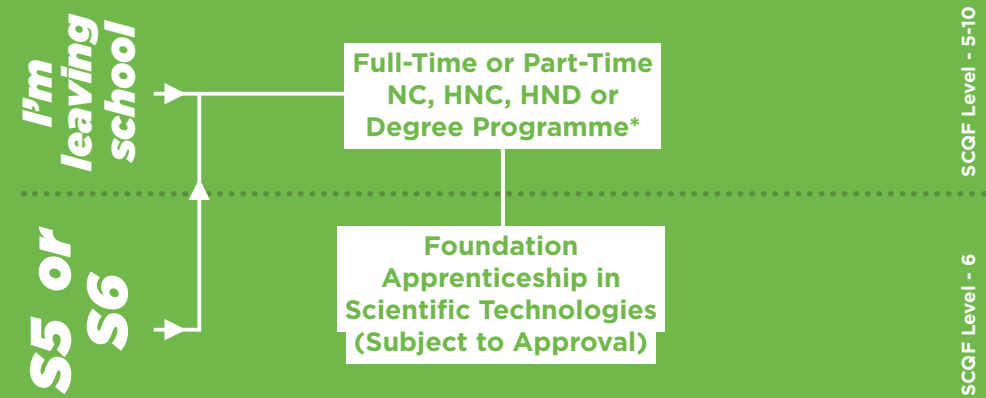 I'm
leaving
school
Full-Time or Part-Time
NC, HNC, HND or
Degree Programme*
SCQF Level - 5-10
S5 or
S6
Foundation
Apprenticeship in
Scientific Technologies
(Subject to Approval)
SCQF Level - 6